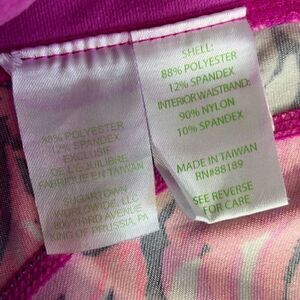 88% POLYESTER
12% SPANDEX
EXCLUSIF
DE L'ÉQUILIBRE
FABRIQUÉ EN TAIWAN
SUGARTOWN
WORLDWIDE, LLC
800 3RD AVENUE
KING OF PRUSSIA, PA
SHELL:
88% POLYESTER
12% SPANDEX
INTERIOR WAISTBAND:
90% NYLON
10% SPANDEX
MADE IN TAIWAN
RN#88189
SEE REVERSE
FOR CARE